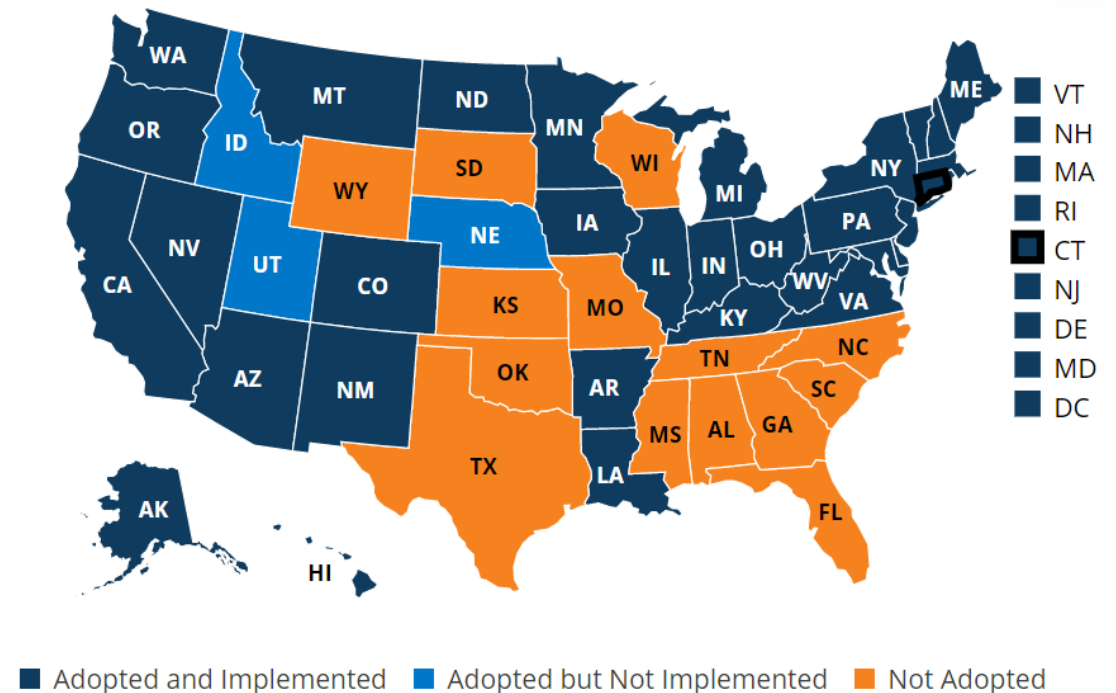 WA
ME
VT
MT
ND
OR
MN
NH
ID
WI
SD
NY
MA
WY
MI
RI
IA
PA
NE
CT
NV
OH
UT
IL
IN
CA
CO
WV
NJ
VA
KS
MO
KY
DE
NC
TN
OK
MD
AZ
NM
AR
SC
DC
MS
AL
GA
TX
LA
AK
FL
HI
Adopted and Implemented
Adopted but Not Implemented
Not Adopted